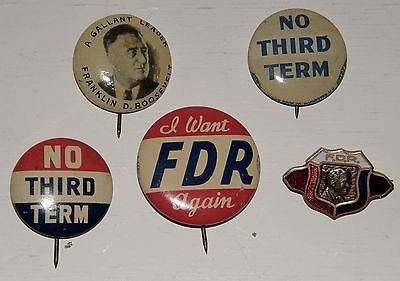 A GALLANT LEADER
FRANKLIN D. ROOSEVELT
NO
THIRD
TERM
NO
THIRD
TERM
I Want
FDR
Again
F.D.R.